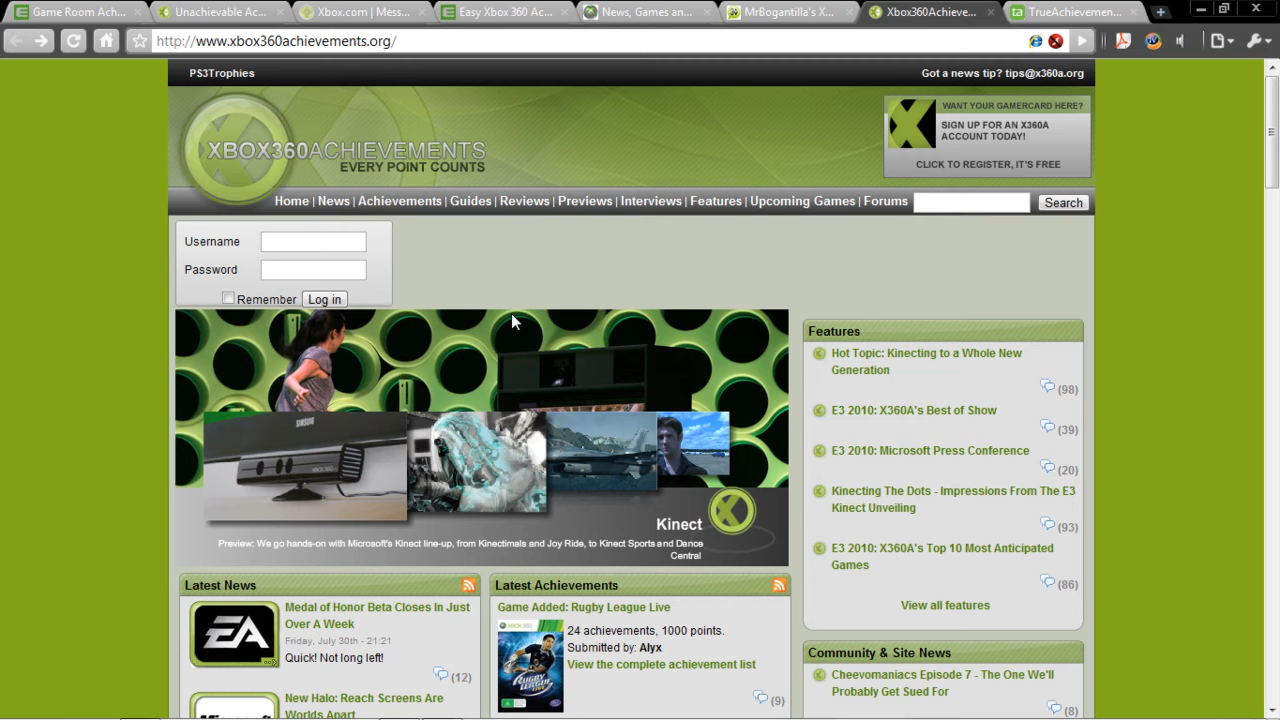 Game Room Ach...
Unachievable Ac...
Xbox.com | Mess...
Easy Xbox 360 Ac...
News, Games an...
MrBogantilla's X...
Xbox360Achieve...
TrueAchievemen...
http://www.xbox360achievements.org/
PS3Trophies
Got a news tip? tips@x360a.org
XBOX360ACHIEVEMENTS
EVERY POINT COUNTS
WANT YOUR GAMERCARD HERE?
SIGN UP FOR AN X360A
ACCOUNT TODAY!
CLICK TO REGISTER, IT'S FREE
Home | News | Achievements | Guides | Reviews | Previews | Interviews | Features | Upcoming Games | Forums
Search
Username
Password
Remember
Log in
SAMSUNG
Kinect
Preview: We go hands-on with Microsoft's Kinect line-up, from Kinectimals and Joy Ride, to Kinect Sports and Dance
Central
Features
Hot Topic: Kinecting to a Whole New
Generation
(98)
E3 2010: X360A's Best of Show
(39)
E3 2010: Microsoft Press Conference
(20)
Kinecting The Dots - Impressions From The E3
Kinect Unveiling
(93)
E3 2010: X360A's Top 10 Most Anticipated
Games
(86)
View all features
Latest News
EA
Medal of Honor Beta Closes In Just
Over A Week
Friday, July 30th - 21:21
Quick! Not long left!
(12)
New Halo: Reach Screens Are
Worlds Apart
Latest Achievements
Game Added: Rugby League Live
XBOX 360
RUGBY
LEAGUE
LIVE
24 achievements, 1000 points.
Submitted by: Alyx
View the complete achievement list
(9)
Community & Site News
Cheevomaniacs Episode 7 - The One We'll
Probably Get Sued For
(8)